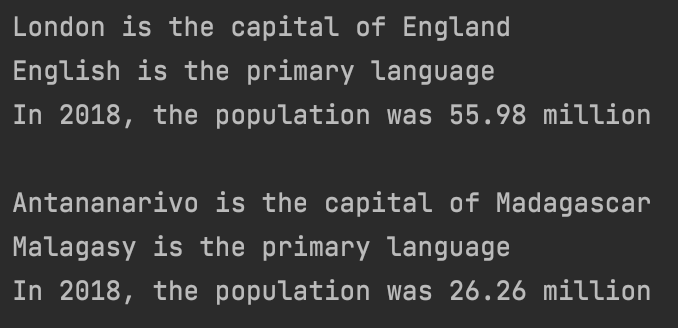 London is the capital of England
English is the primary language
In 2018, the population was 55.98 million

Antananarivo is the capital of Madagascar
Malagasy is the primary language
In 2018, the population was 26.26 million